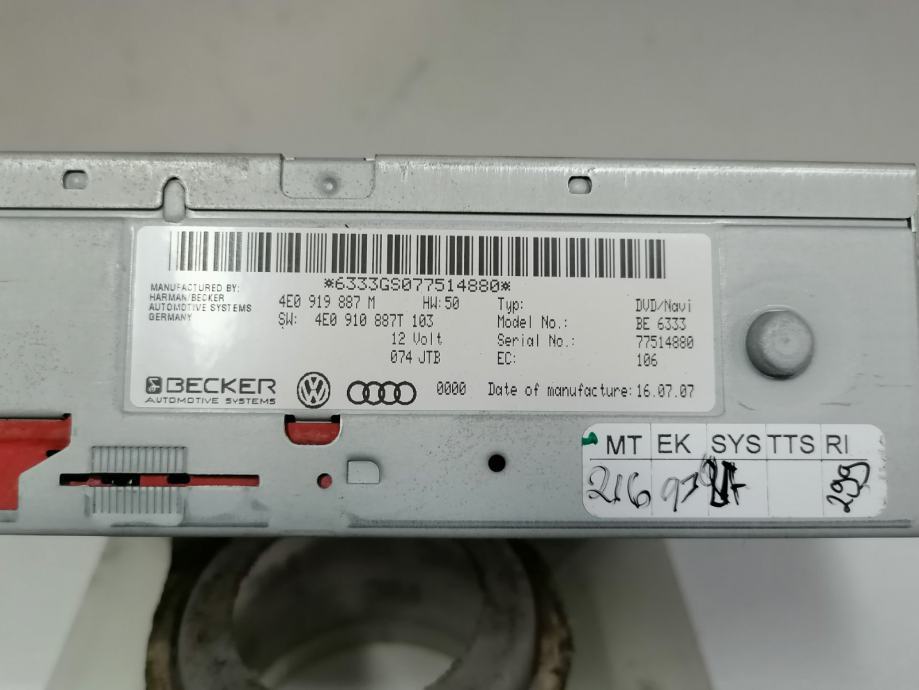 *6333GS077514880*
MANUFACTURED BY:
HARMAN/BECKER
AUTOMOTIVE SYSTEMS
GERMANY
4E0 919 887 M HW:50
SW: 4E0 910 887T 103
12 Volt
074 JTB
Typ: DVD/Navi
Model No.: BE 6333
Serial No.: 77514880
EC: 106
BECKER
AUTOMOTIVE SYSTEMS
0000 Date of manufacture: 16.07.07
MT EK SYS TTS RI
216 299